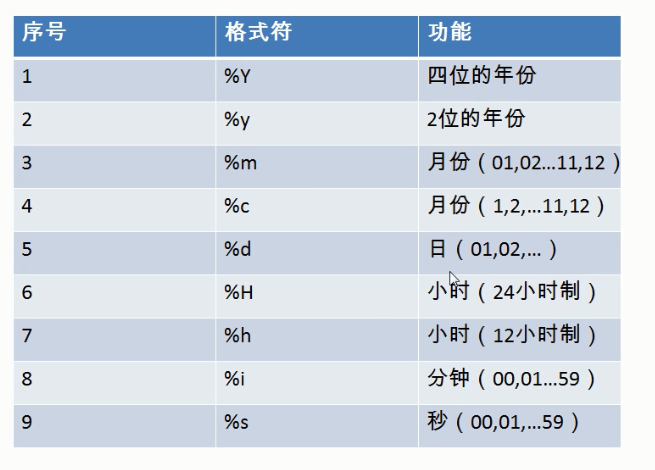 序号 格式符 功能
1 %Y 四位的年份
2 %y 2位的年份
3 %m 月份（01,02...11,12）
4 %c 月份（1,2,...11,12）
5 %d 日（01,02,...）
6 %H 小时（24小时制）
7 %h 小时（12小时制）
8 %i 分钟（00,01...59）
9 %s 秒（00,01,...59）